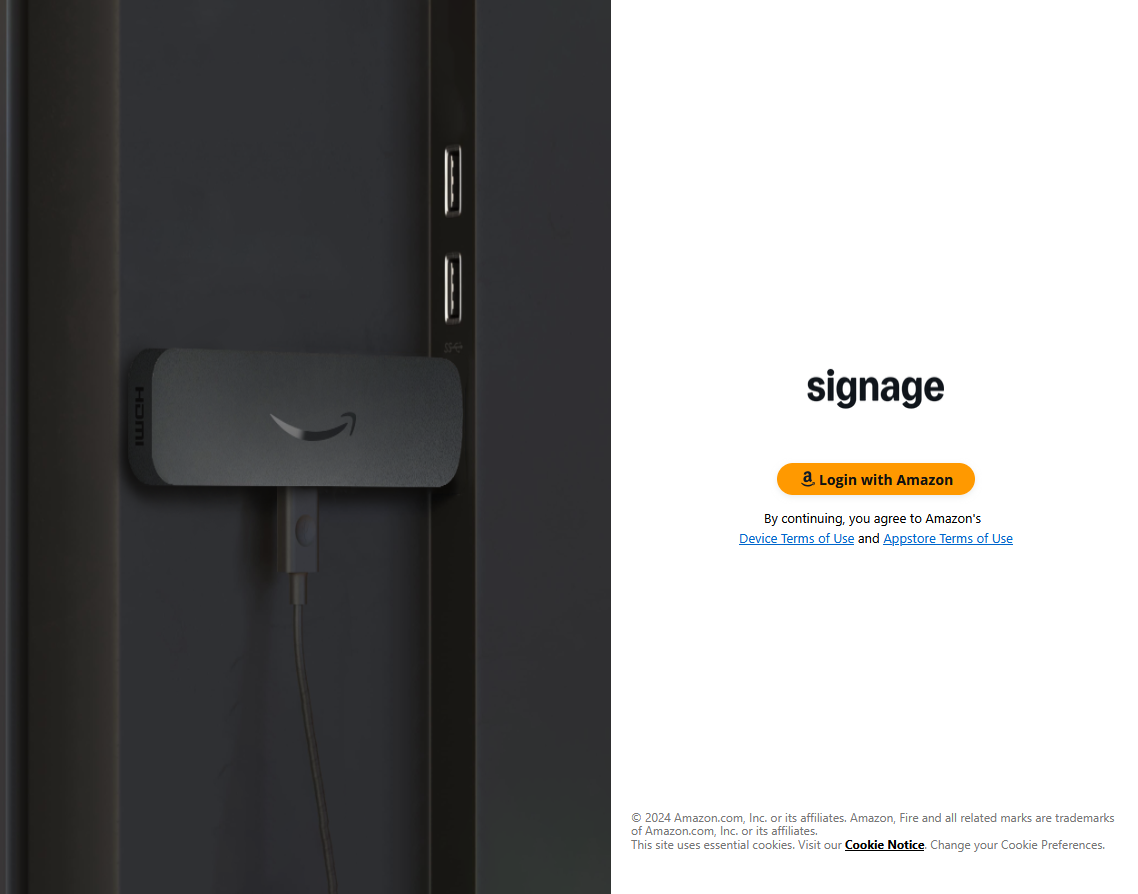 HDMI
signage
Login with Amazon
By continuing, you agree to Amazon's
Device Terms of Use and Appstore Terms of Use
© 2024 Amazon.com, Inc. or its affiliates. Amazon, Fire and all related marks are trademarks
of Amazon.com, Inc. or its affiliates.
This site uses essential cookies. Visit our Cookie Notice. Change your Cookie Preferences.